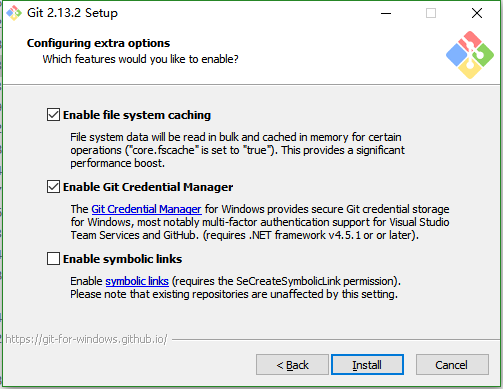 Git 2.13.2 Setup
Configuring extra options
Which features would you like to enable?
Enable file system caching
File system data will be read in bulk and cached in memory for certain
operations ("core.fscache" is set to "true"). This provides a significant
performance boost.
Enable Git Credential Manager
The Git Credential Manager for Windows provides secure Git credential storage
for Windows, most notably multi-factor authentication support for Visual Studio
Team Services and GitHub. (requires .NET framework v4.5.1 or or later).
Enable symbolic links
Enable symbolic links (requires the SeCreateSymbolicLink permission).
Please note that existing repositories are unaffected by this setting.
https://git-for-windows.github.io/
< Back Install Cancel